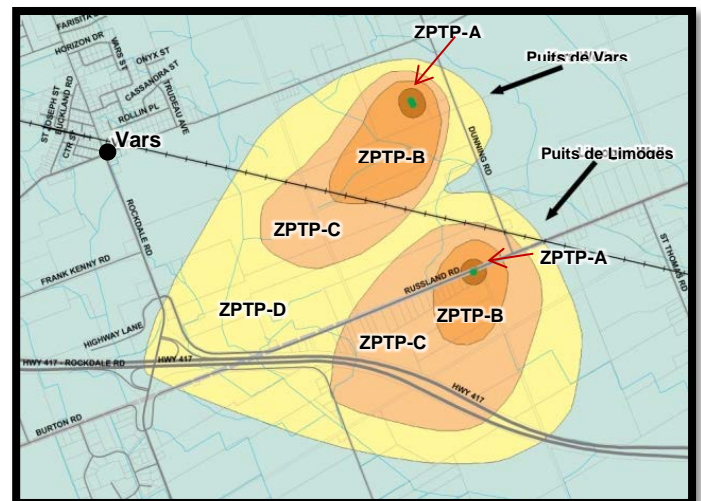 FARISITA DR
HORIZON DR
VARS ST
ONYX ST
CASSANDRA ST
ROLLIN PL
TRUDEAU AVE
ST JOSEPH ST
BUCKLAND RD
CTR ST
Vars
ZPTP-A
Puits de Vars
ZPTP-B
DUNNING RD
Puits de Limoges
ZPTP-C
ROCKDALE RD
ST THOMAS RD
ZPTP-A
RUSSLAND RD
FRANK KENNY RD
ZPTP-D
ZPTP-B
HIGHWAY LANE
ZPTP-C
HWY 417 - ROCKDALE RD
HWY 417
HWY 417
BURTON RD